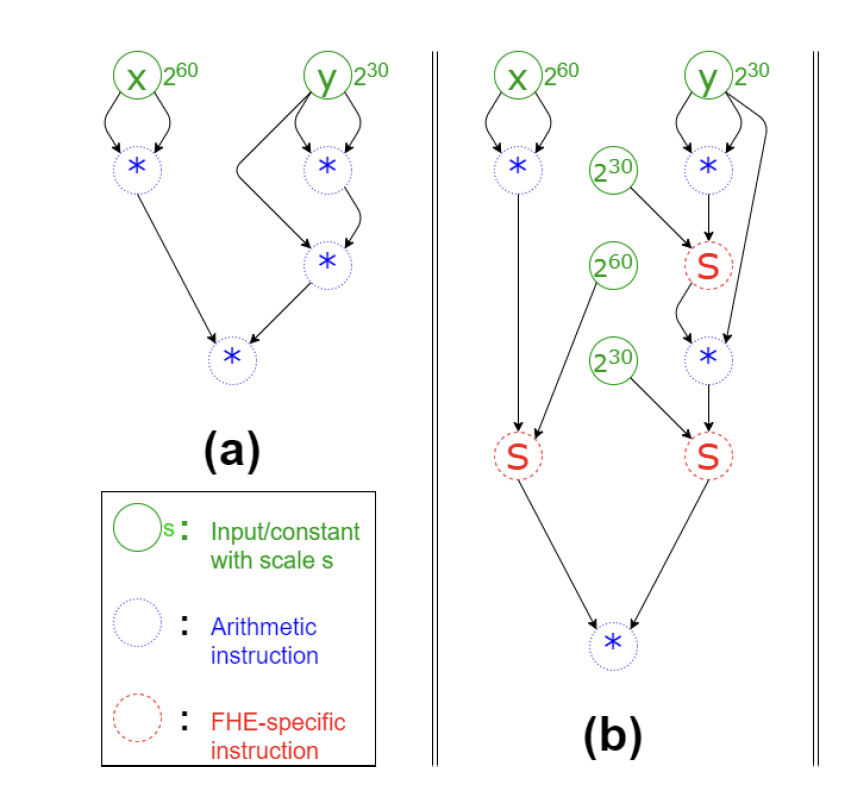 x 2^60 y 2^30
* *
*
*
(a)
s : Input/constant
with scale s
: Arithmetic
instruction
: FHE-specific
instruction
x 2^60 y 2^30
* 2^30 *
2^60 S
2^30 *
S S
*
(b)